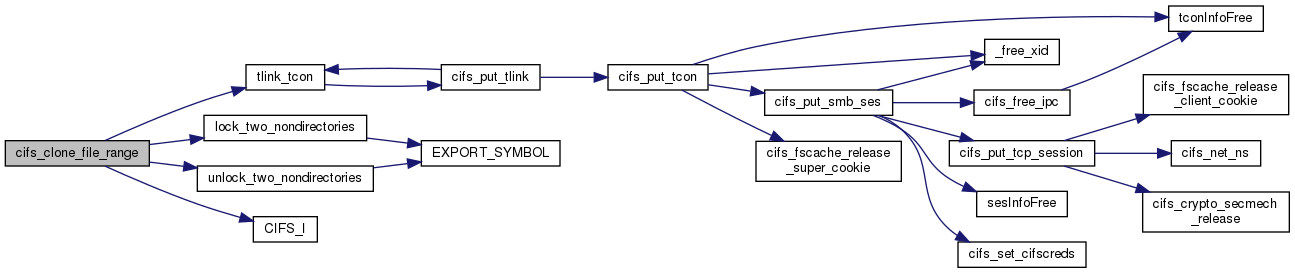 cifs_clone_file_range
tlink_tcon
lock_two_nondirectories
unlock_two_nondirectories
CIFS_I
cifs_put_tlink
EXPORT_SYMBOL
cifs_put_tcon
cifs_put_smb_ses
cifs_fscache_release
_super_cookie
tconInfoFree
_free_xid
cifs_free_ipc
cifs_put_tcp_session
sesInfoFree
cifs_set_cifscreds
cifs_fscache_release
_client_cookie
cifs_net_ns
cifs_crypto_secmech
_release